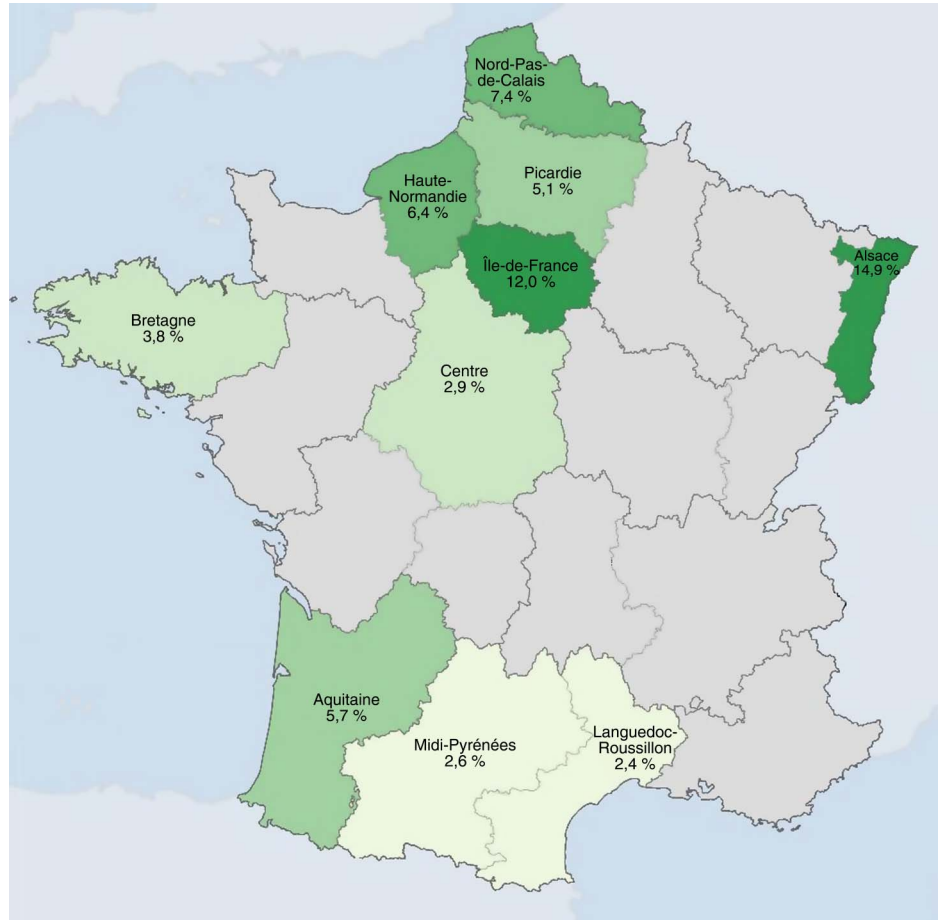 Nord-Pas-
de-Calais
7,4 %
Picardie
5,1 %
Haute-
Normandie
6,4 %
Île-de-France
12,0 %
Alsace
14,9 %
Bretagne
3,8 %
Centre
2,9 %
Aquitaine
5,7 %
Midi-Pyrénées
2,6 %
Languedoc-
Roussillon
2,4 %